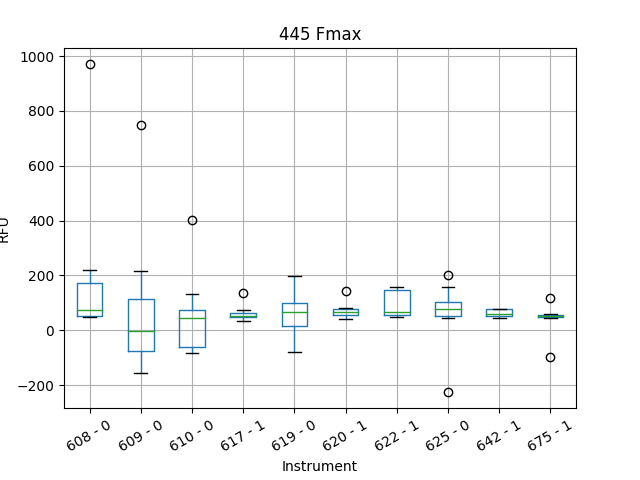 445 Fmax
1000
800
600
400
200
0
−200
RFU
608 - 0
609 - 0
610 - 0
617 - 1
619 - 0
620 - 1
622 - 1
625 - 0
642 - 1
675 - 1
Instrument